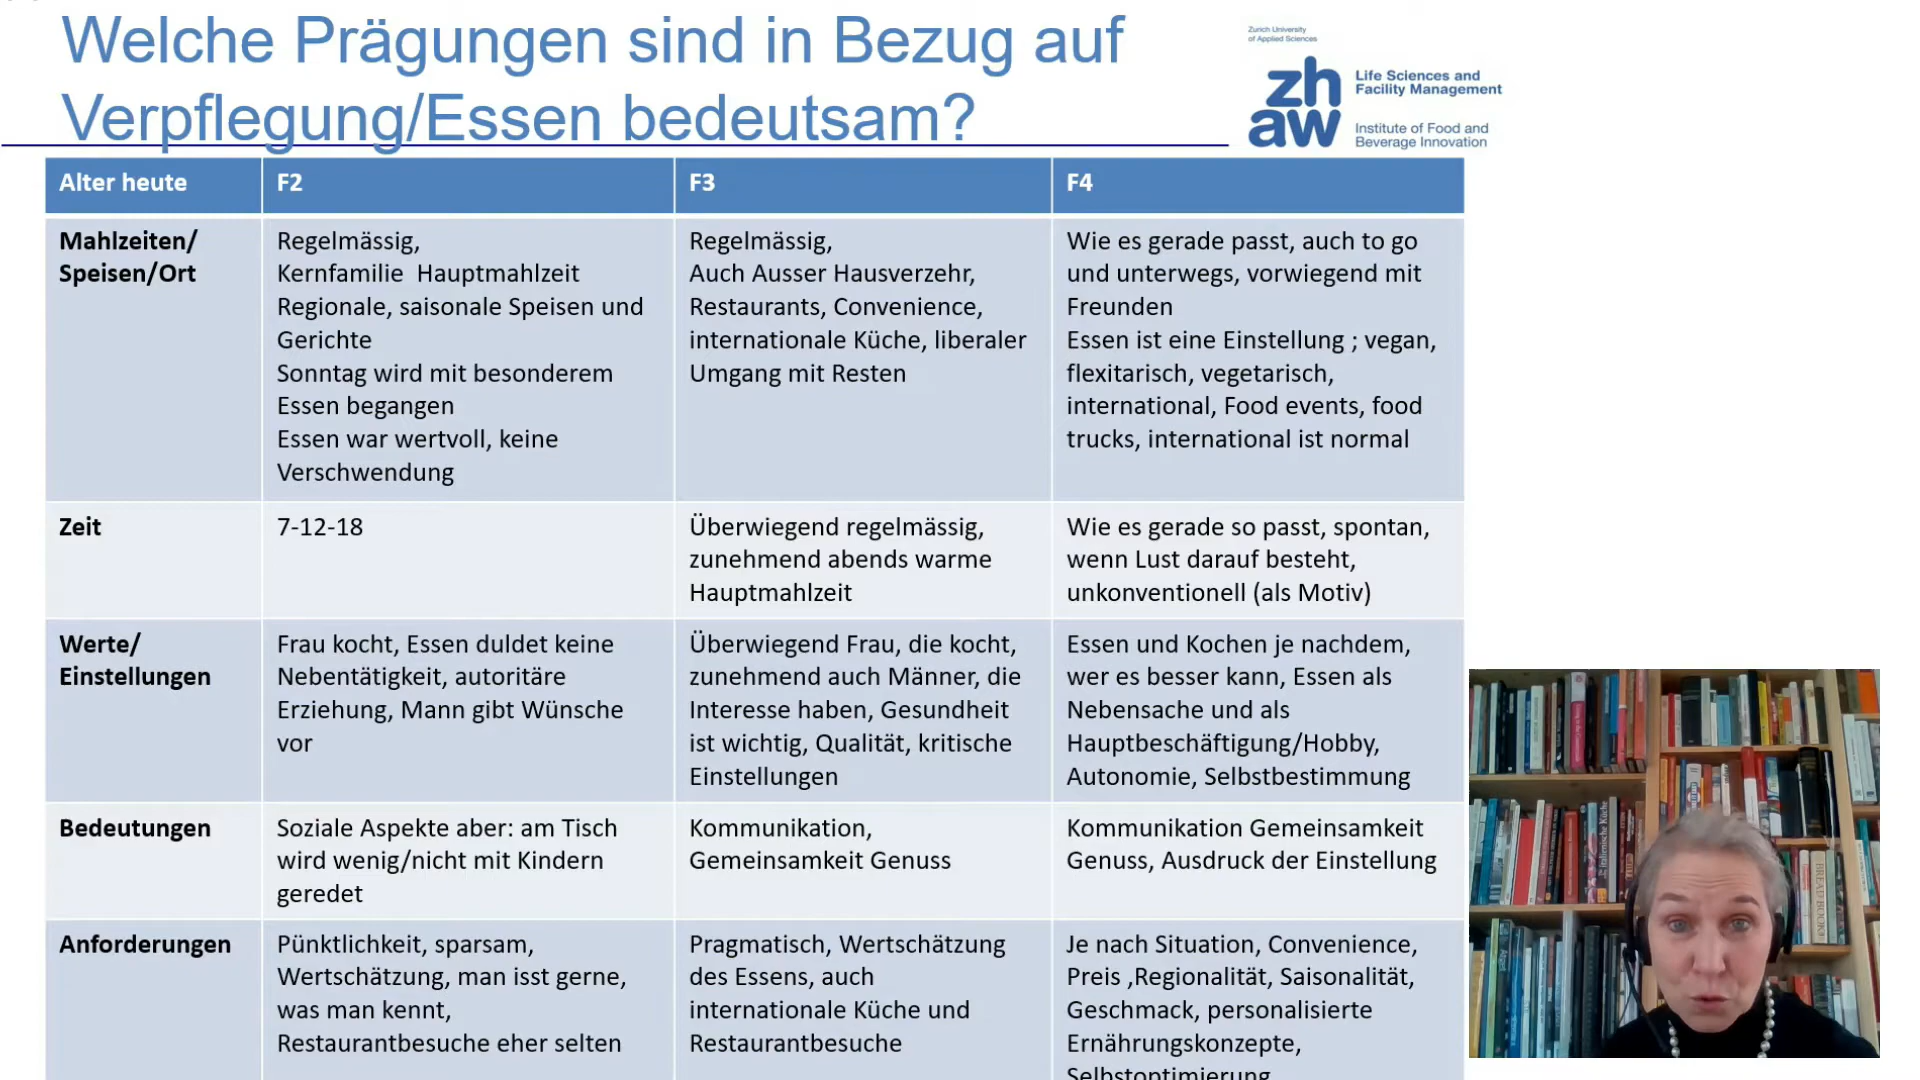 Welche Prägungen sind in Bezug auf
Verpflegung/Essen bedeutsam?
Zurich University
of Applied Sciences
zh
aw
Life Sciences and
Facility Management
Institute of Food and
Beverage Innovation
Alter heute
F2
F3
F4
Mahlzeiten/
Speisen/Ort
Regelmässig,
Kernfamilie  Hauptmahlzeit
Regionale, saisonale Speisen und
Gerichte
Sonntag wird mit besonderem
Essen begangen
Essen war wertvoll, keine
Verschwendung
Regelmässig,
Auch Ausser Hausverzehr,
Restaurants, Convenience,
internationale Küche, liberaler
Umgang mit Resten
Wie es gerade passt, auch to go
und unterwegs, vorwiegend mit
Freunden
Essen ist eine Einstellung ; vegan,
flexitarisch, vegetarisch,
international, Food events, food
trucks, international ist normal
Zeit
7-12-18
Überwiegend regelmässig,
zunehmend abends warme
Hauptmahlzeit
Wie es gerade so passt, spontan,
wenn Lust darauf besteht,
unkonventionell (als Motiv)
Werte/
Einstellungen
Frau kocht, Essen duldet keine
Nebentätigkeit, autoritäre
Erziehung, Mann gibt Wünsche
vor
Überwiegend Frau, die kocht,
zunehmend auch Männer, die
Interesse haben, Gesundheit
ist wichtig, Qualität, kritische
Einstellungen
Essen und Kochen je nachdem,
wer es besser kann, Essen als
Nebensache und als
Hauptbeschäftigung/Hobby,
Autonomie, Selbstbestimmung
Bedeutungen
Soziale Aspekte aber: am Tisch
wird wenig/nicht mit Kindern
geredet
Kommunikation,
Gemeinsamkeit Genuss
Kommunikation Gemeinsamkeit
Genuss, Ausdruck der Einstellung
Anforderungen
Pünktlichkeit, sparsam,
Wertschätzung, man isst gerne,
was man kennt,
Restaurantbesuche eher selten
Pragmatisch, Wertschätzung
des Essens, auch
internationale Küche und
Restaurantbesuche
Je nach Situation, Convenience,
Preis ,Regionalität, Saisonalität,
Geschmack, personalisierte
Ernährungskonzepte,
Selbstoptimierung